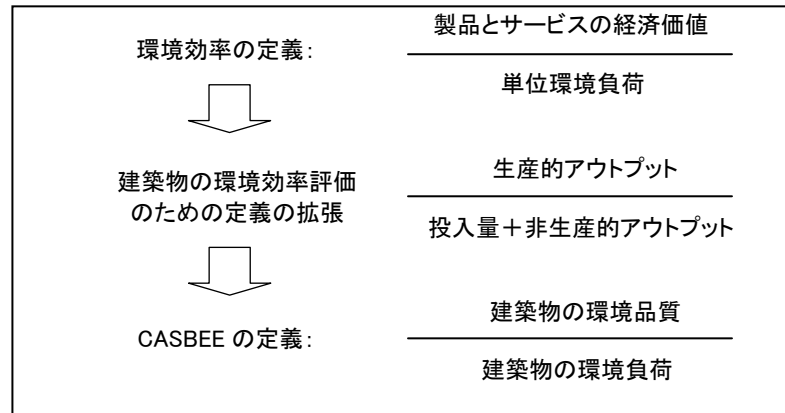 環境効率の定義：
製品とサービスの経済価値
単位環境負荷
建築物の環境効率評価
のための定義の拡張
生産的アウトプット
投入量＋非生産的アウトプット
CASBEE の定義：
建築物の環境品質
建築物の環境負荷